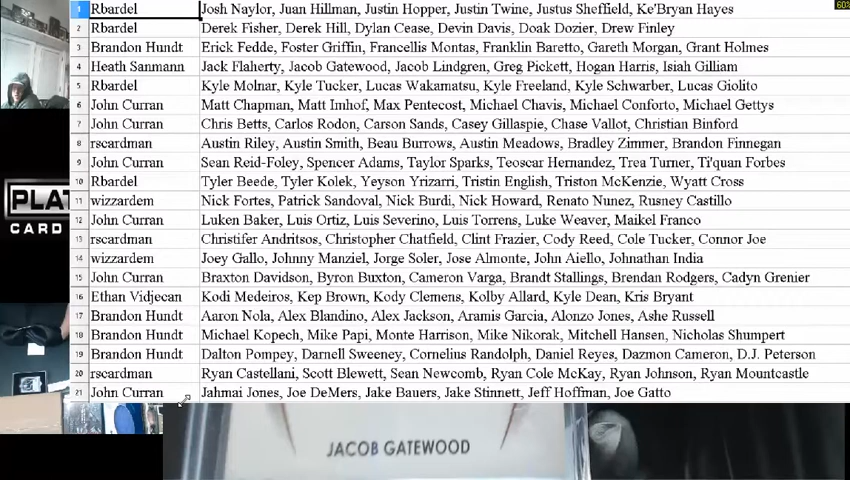 60
1 Rbardel Josh Naylor, Juan Hillman, Justin Hopper, Justin Twine, Justus Sheffield, Ke'Bryan Hayes
2 Rbardel Derek Fisher, Derek Hill, Dylan Cease, Devin Davis, Doak Dozier, Drew Finley
3 Brandon Hundt Erick Fedde, Foster Griffin, Francellis Montas, Franklin Baretto, Gareth Morgan, Grant Holmes
4 Heath Sanmann Jack Flaherty, Jacob Gatewood, Jacob Lindgren, Greg Pickett, Hogan Harris, Isiah Gilliam
5 Rbardel Kyle Molnar, Kyle Tucker, Lucas Wakamatsu, Kyle Freeland, Kyle Schwarber, Lucas Giolito
6 John Curran Matt Chapman, Matt Imhof, Max Pentecost, Michael Chavis, Michael Conforto, Michael Gettys
7 John Curran Chris Betts, Carlos Rodon, Carson Sands, Casey Gillaspie, Chase Vallot, Christian Binford
8 rscardman Austin Riley, Austin Smith, Beau Burrows, Austin Meadows, Bradley Zimmer, Brandon Finnegan
9 John Curran Sean Reid-Foley, Spencer Adams, Taylor Sparks, Teoscar Hernandez, Trea Turner, Ti'quan Forbes
10 Rbardel Tyler Beede, Tyler Kolek, Yeyson Yrizarri, Tristin English, Triston McKenzie, Wyatt Cross
11 wizzardem Nick Fortes, Patrick Sandoval, Nick Burdi, Nick Howard, Renato Nunez, Rusney Castillo
12 John Curran Luken Baker, Luis Ortiz, Luis Severino, Luis Torrens, Luke Weaver, Maikel Franco
13 rscardman Christifer Andritsos, Christopher Chatfield, Clint Frazier, Cody Reed, Cole Tucker, Connor Joe
14 wizzardem Joey Gallo, Johnny Manziel, Jorge Soler, Jose Almonte, John Aiello, Johnathan India
15 John Curran Braxton Davidson, Byron Buxton, Cameron Varga, Brandt Stallings, Brendan Rodgers, Cadyn Grenier
16 Ethan Vidjecan Kodi Medeiros, Kep Brown, Kody Clemens, Kolby Allard, Kyle Dean, Kris Bryant
17 Brandon Hundt Aaron Nola, Alex Blandino, Alex Jackson, Aramis Garcia, Alonzo Jones, Ashe Russell
18 Brandon Hundt Michael Kopech, Mike Papi, Monte Harrison, Mike Nikorak, Mitchell Hansen, Nicholas Shumpert
19 Brandon Hundt Dalton Pompey, Darnell Sweeney, Cornelius Randolph, Daniel Reyes, Dazmon Cameron, D.J. Peterson
20 rscardman Ryan Castellani, Scott Blewett, Sean Newcomb, Ryan Cole McKay, Ryan Johnson, Ryan Mountcastle
21 John Curran Jahmai Jones, Joe DeMers, Jake Bauers, Jake Stinnett, Jeff Hoffman, Joe Gatto
PLA
CARD
JACOB GATEWOOD